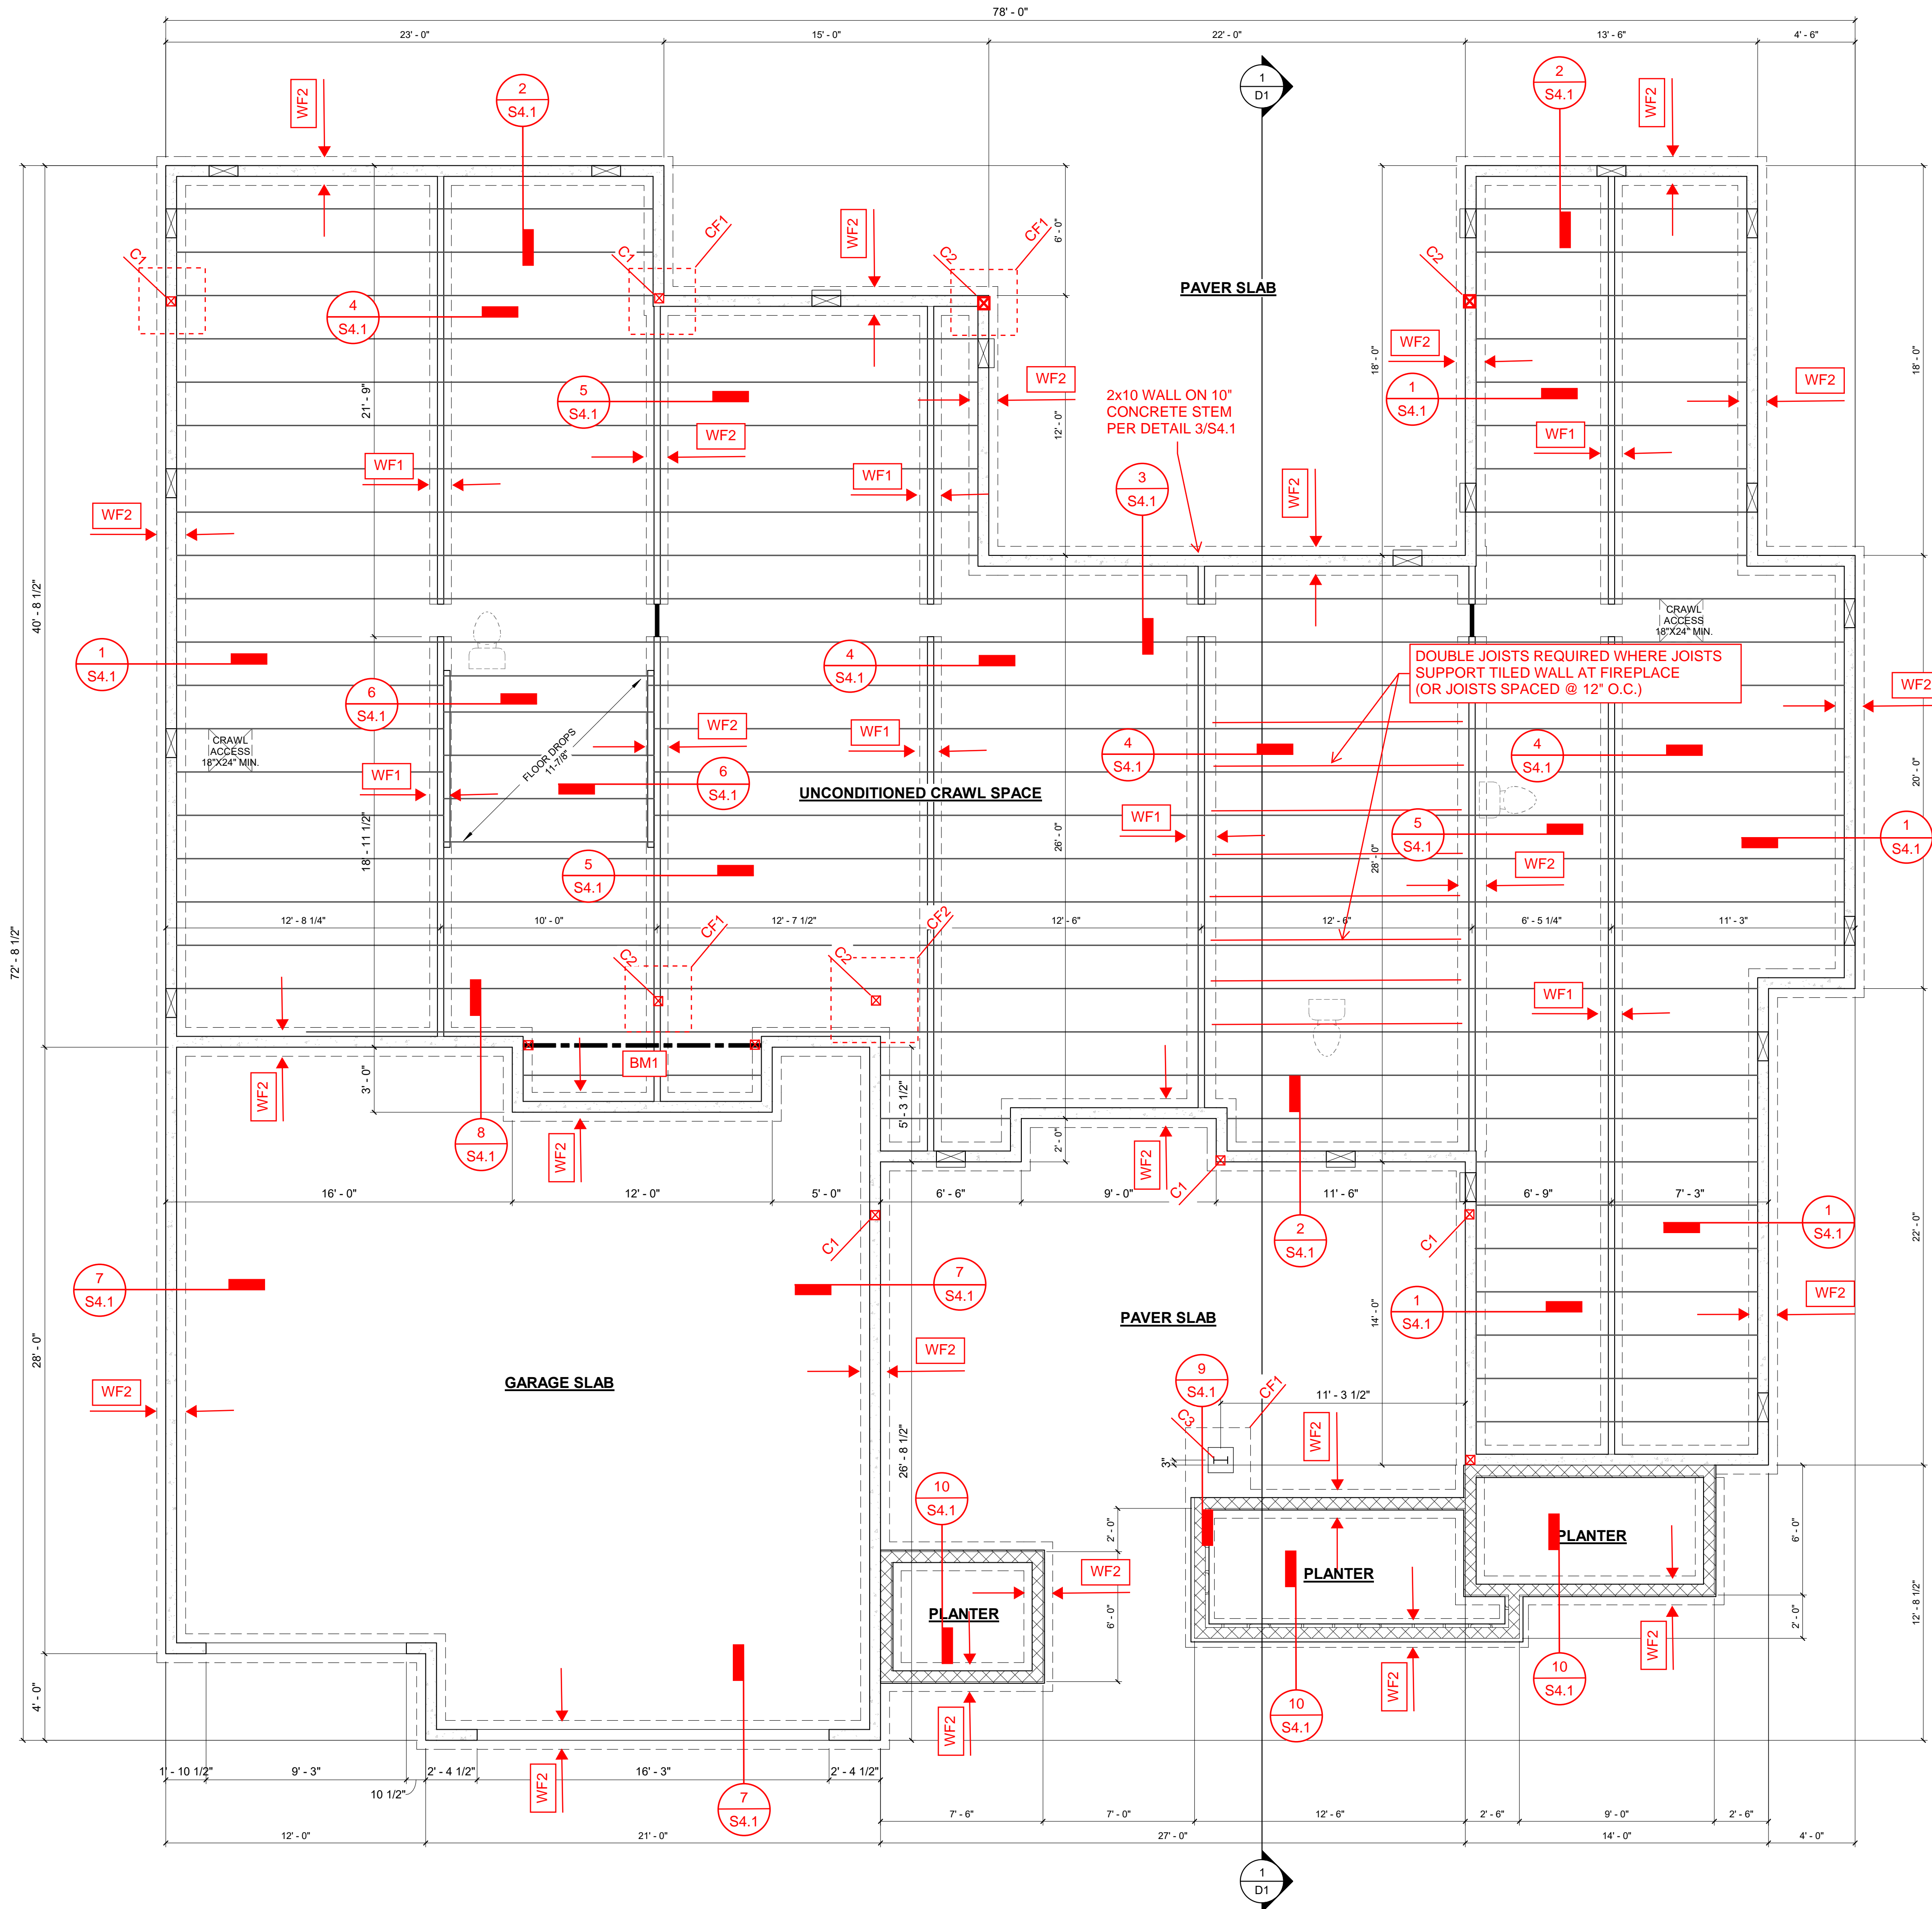 78' - 0"
23' - 0"
15' - 0"
22' - 0"
13' - 6"
4' - 6"
1
D1
WF2
2
S4.1
2
S4.1
WF2
C1
C1
CF1
WF2
C2
CF1
6' - 0"
PAVER SLAB
C2
4
S4.1
5
S4.1
21' - 9"
WF2
12' - 0"
2x10 WALL ON 10"
CONCRETE STEM
PER DETAIL 3/S4.1
18' - 0"
WF2
1
S4.1
WF2
18' - 0"
WF1
WF2
WF1
WF1
3
S4.1
WF2
WF2
40' - 8 1/2"
CRAWL
ACCESS
18"X24" MIN.
1
S4.1
6
S4.1
4
S4.1
DOUBLE JOISTS REQUIRED WHERE JOISTS
SUPPORT TILED WALL AT FIREPLACE
(OR JOISTS SPACED @ 12" O.C.)
WF2
CRAWL
ACCESS
18"X24" MIN.
FLOOR DROPS
11-7/8"
WF2
WF1
4
S4.1
4
S4.1
WF1
6
S4.1
UNCONDITIONED CRAWL SPACE
20' - 0"
18' - 11 1/2"
WF1
26' - 0"
28' - 0"
5
S4.1
1
S4.1
5
S4.1
WF2
72' - 8 1/2"
12' - 8 1/4"
10' - 0"
12' - 7 1/2"
12' - 6"
12' - 6"
6' - 5 1/4"
11' - 3"
C2
CF1
C2
CF2
WF1
BM1
WF2
3' - 0"
5' - 3 1/2"
2' - 0"
8
S4.1
WF2
WF2
C1
16' - 0"
12' - 0"
5' - 0"
6' - 6"
9' - 0"
11' - 6"
6' - 9"
7' - 3"
C1
2
S4.1
C1
1
S4.1
22' - 0"
7
S4.1
7
S4.1
PAVER SLAB
14' - 0"
1
S4.1
WF2
28' - 0"
WF2
GARAGE SLAB
WF2
9
S4.1
11' - 3 1/2"
CF1
C3
WF2
3"
26' - 8 1/2"
10
S4.1
2' - 0"
6' - 0"
PLANTER
WF2
PLANTER
PLANTER
6' - 0"
2' - 0"
12' - 8 1/2"
4' - 0"
WF2
10
S4.1
WF2
10
S4.1
WF2
1' - 10 1/2"
9' - 3"
10 1/2"
2' - 4 1/2"
16' - 3"
2' - 4 1/2"
WF2
7
S4.1
7' - 6"
7' - 0"
12' - 6"
2' - 6"
9' - 0"
2' - 6"
12' - 0"
21' - 0"
27' - 0"
14' - 0"
4' - 0"
1
D1